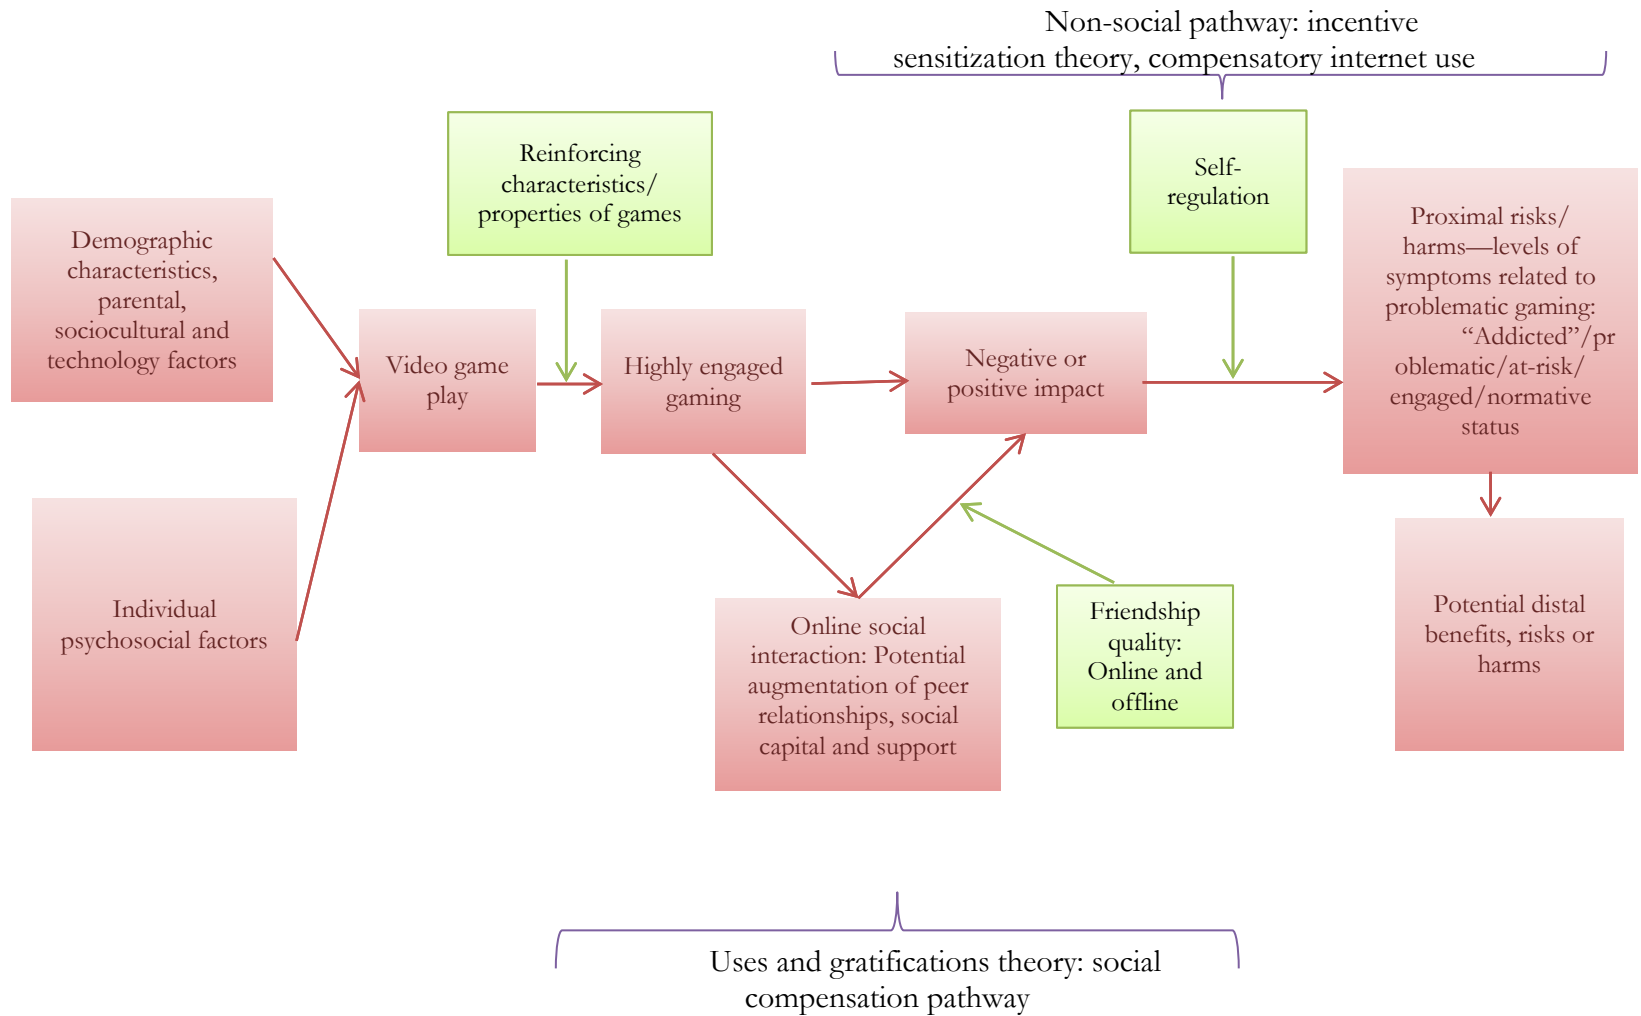 Non-social pathway: incentive
sensitization theory, compensatory internet use
Reinforcing
characteristics/
properties of games
Self-
regulation
Demographic
characteristics,
parental,
sociocultural and
technology factors
Proximal risks/
harms—levels of
symptoms related to
problematic gaming:
“Addicted”/pr
oblematic/at-risk/
engaged/normative
status
Video game
play
Highly engaged
gaming
Negative or
positive impact
Individual
psychosocial factors
Online social
interaction: Potential
augmentation of peer
relationships, social
capital and support
Friendship
quality:
Online and
offline
Potential distal
benefits, risks or
harms
Uses and gratifications theory: social
compensation pathway